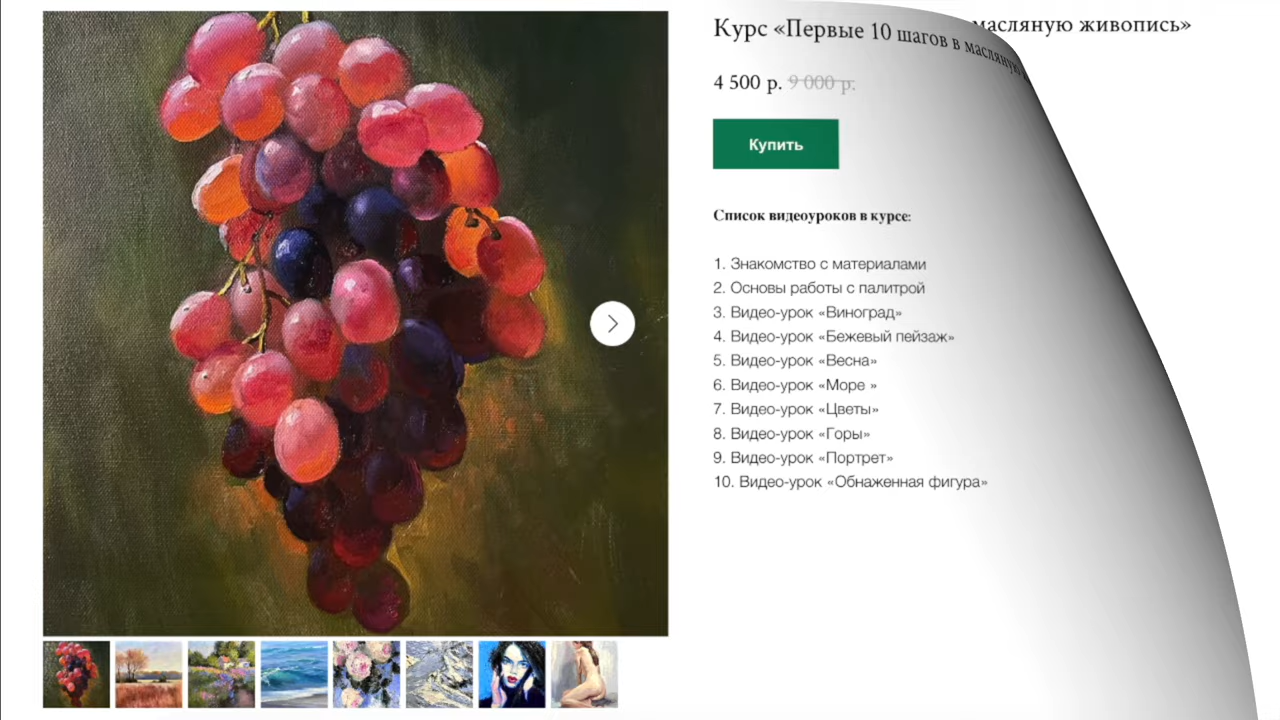 Курс «Первые 10 шагов в масляную живопись»
4 500 р. 9 000 р.
Купить
Список видеоуроков в курсе:
1. Знакомство с материалами
2. Основы работы с палитрой
3. Видео-урок «Виноград»
4. Видео-урок «Бежевый пейзаж»
5. Видео-урок «Весна»
6. Видео-урок «Море »
7. Видео-урок «Цветы»
8. Видео-урок «Горы»
9. Видео-урок «Портрет»
10. Видео-урок «Обнаженная фигура»